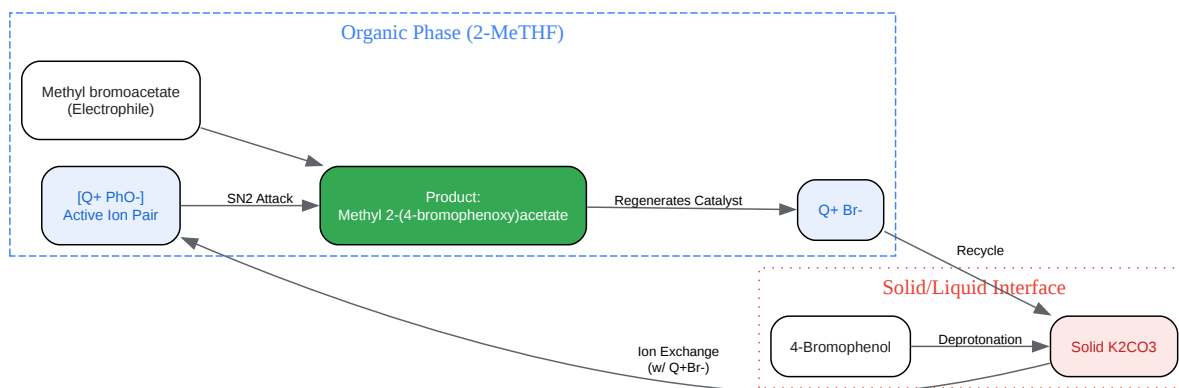 Organic Phase (2-MeTHF)
Methyl bromoacetate
(Electrophile)
[Q+ PhO-]
Active Ion Pair
SN2 Attack
Product:
Methyl 2-(4-bromophenoxy)acetate
Regenerates Catalyst
Q+ Br-
Recycle
Solid/Liquid Interface
4-Bromophenol
Deprotonation
Solid K2CO3
Ion Exchange
(w/ Q+Br-)